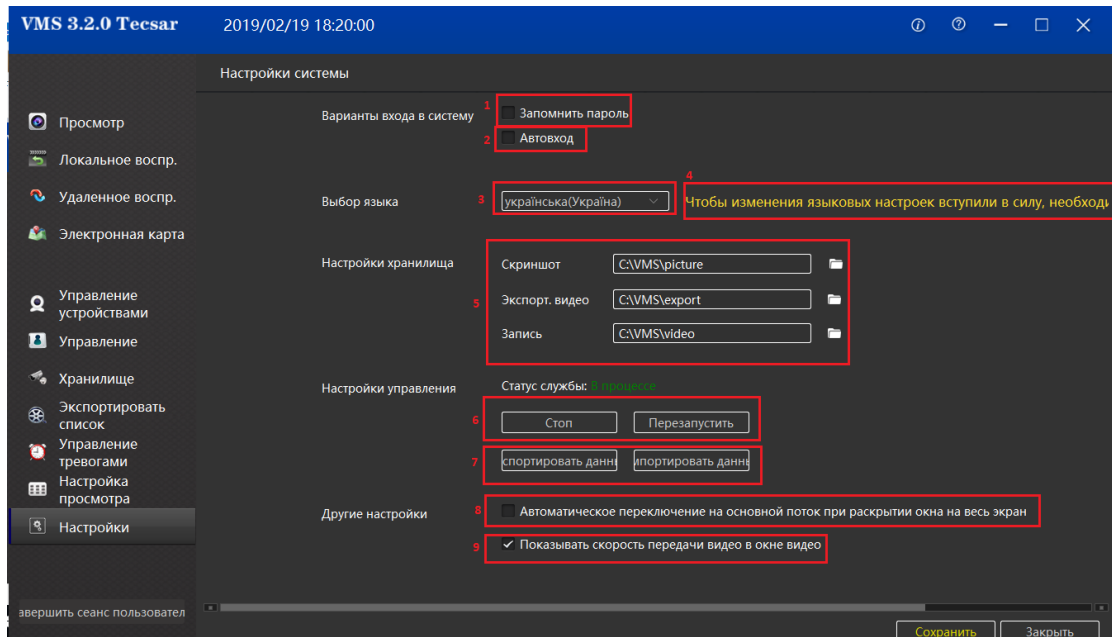 VMS 3.2.0 Tecsar
2019/02/19 18:20:00
Настройки системы
Просмотр
Локальное воспр.
Удаленное воспр.
Электронная карта
Управление
устройствами
Управление
Хранилище
Экспортировать
список
Управление
тревогами
Настройка
просмотра
Настройки
авершить сеанс пользовател
Варианты входа в систему
1
Запомнить пароль
2
Автовход
Выбор языка
3
українська(Україна)
4
Чтобы изменения языковых настроек вступили в силу, необходи
Настройки хранилища
5
Скриншот
C:\VMS\picture
Экспорт. видео
C:\VMS\export
Запись
C:\VMS\video
Настройки управления
Статус службы: В процессе
6
Стоп
Перезапустить
7
спортировать данны
ипортировать данны
Другие настройки
8
Автоматическое переключение на основной поток при раскрытии окна на весь экран
9
Показывать скорость передачи видео в окне видео
Сохранить
Закрыть